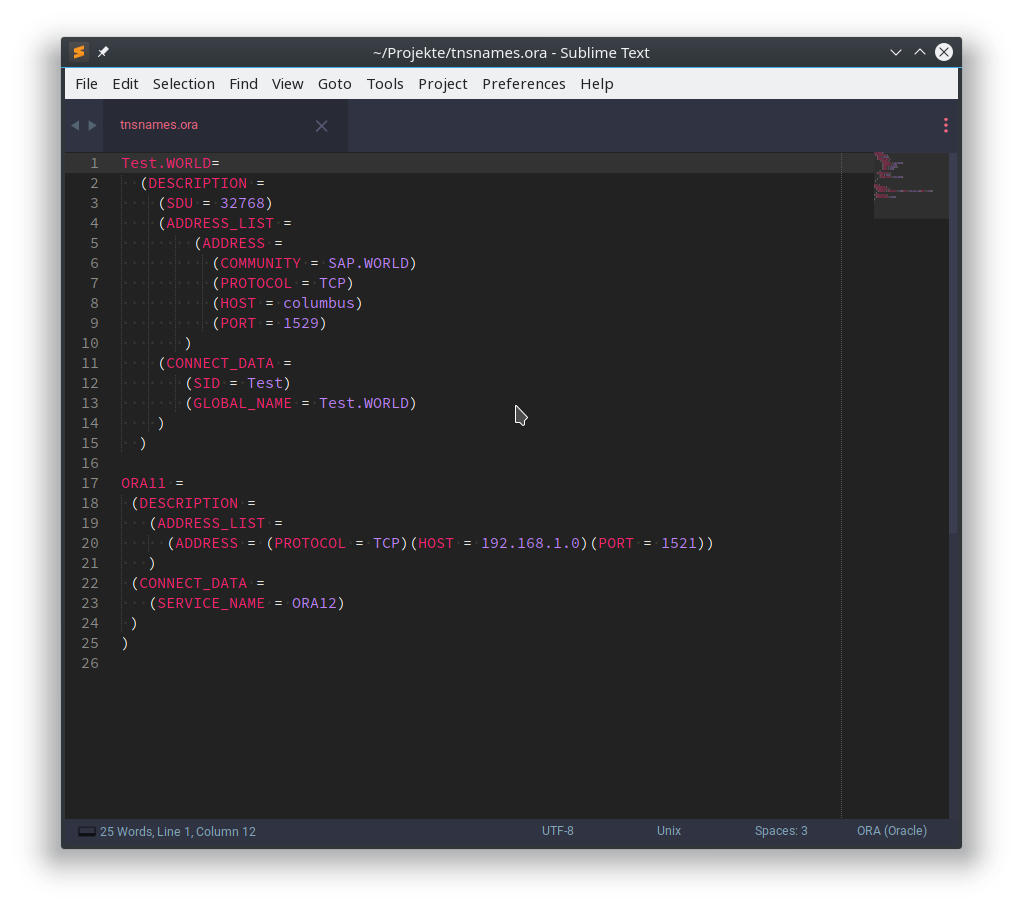 ~/Projekte/tnsnames.ora - Sublime Text
File Edit Selection Find View Goto Tools Project Preferences Help
tnsnames.ora
1 Test.WORLD=
2   (DESCRIPTION =
3     (SDU = 32768)
4     (ADDRESS_LIST =
5         (ADDRESS =
6           (COMMUNITY = SAP.WORLD)
7           (PROTOCOL = TCP)
8           (HOST = columbus)
9           (PORT = 1529)
10        )
11     (CONNECT_DATA =
12        (SID = Test)
13        (GLOBAL_NAME = Test.WORLD)
14     )
15   )
16
17 ORA11 =
18  (DESCRIPTION =
19    (ADDRESS_LIST =
20      (ADDRESS = (PROTOCOL = TCP)(HOST = 192.168.1.0)(PORT = 1521))
21    )
22  (CONNECT_DATA =
23    (SERVICE_NAME = ORA12)
24  )
25 )
26
25 Words, Line 1, Column 12 UTF-8 Unix Spaces: 3 ORA (Oracle)